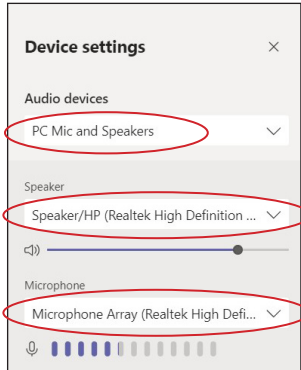 Device settings
Audio devices
PC Mic and Speakers
Speaker
Speaker/HP (Realtek High Definition ...
Microphone
Microphone Array (Realtek High Defi...